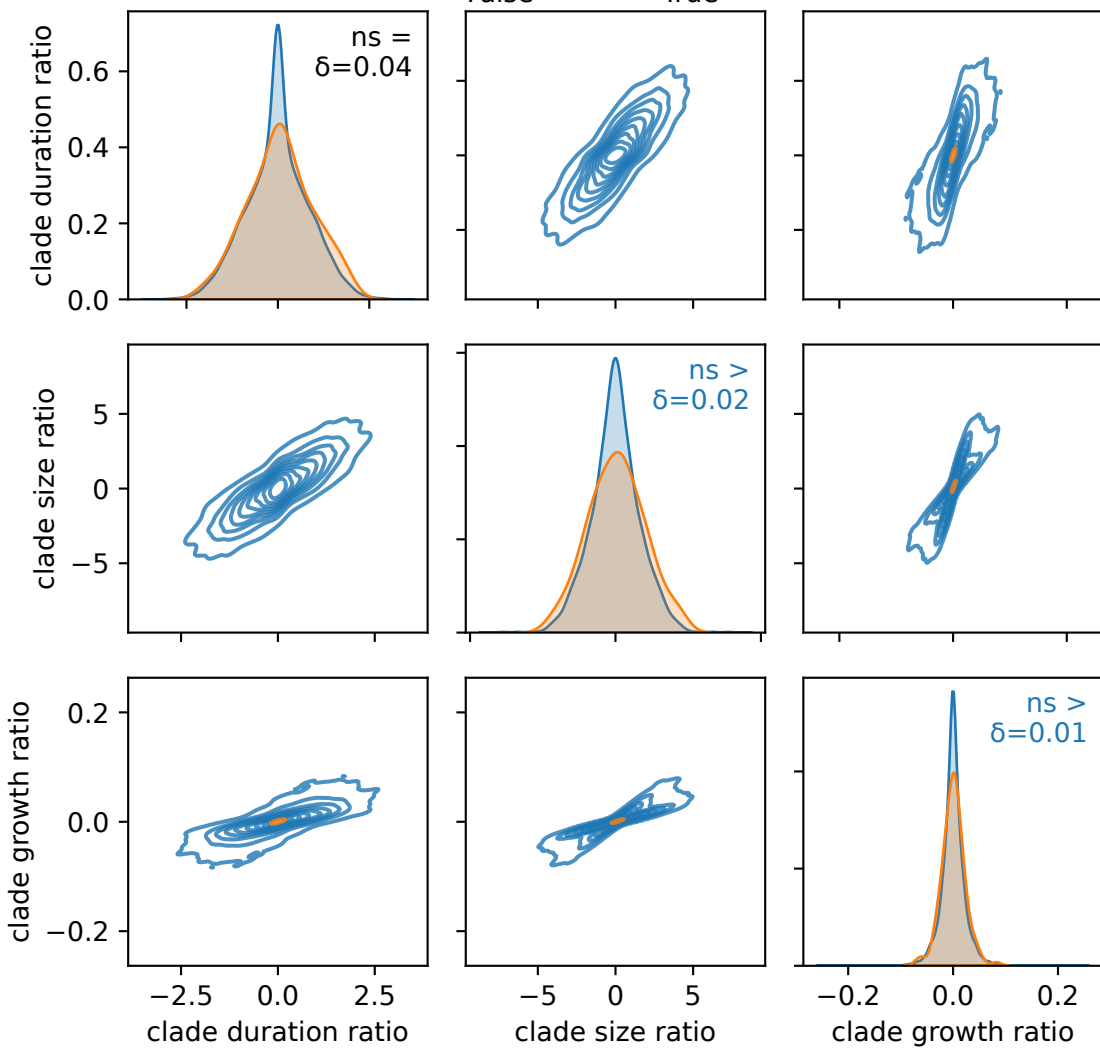 clade duration ratio
0.6
0.4
0.2
0.0
ns =
δ=0.04
clade size ratio
5
0
−5
ns >
δ=0.02
clade growth ratio
0.2
0.0
−0.2
ns >
δ=0.01
−2.5 0.0 2.5
−5 0 5
−0.2 0.0 0.2
clade duration ratio
clade size ratio
clade growth ratio